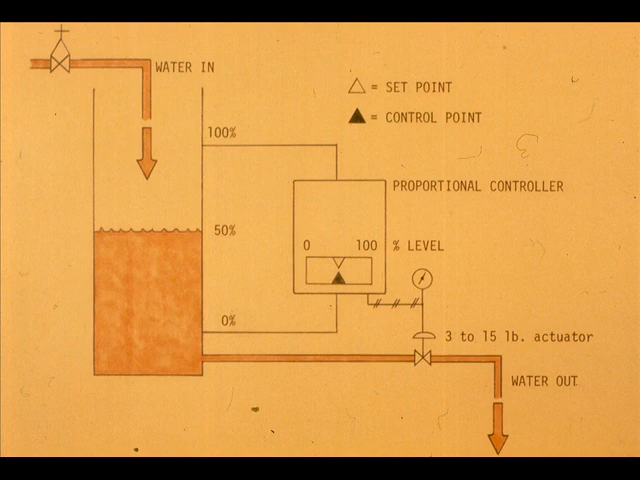 WATER IN
△ = SET POINT
▲ = CONTROL POINT
100%
PROPORTIONAL CONTROLLER
50%
0 100 % LEVEL
0%
3 to 15 lb. actuator
WATER OUT